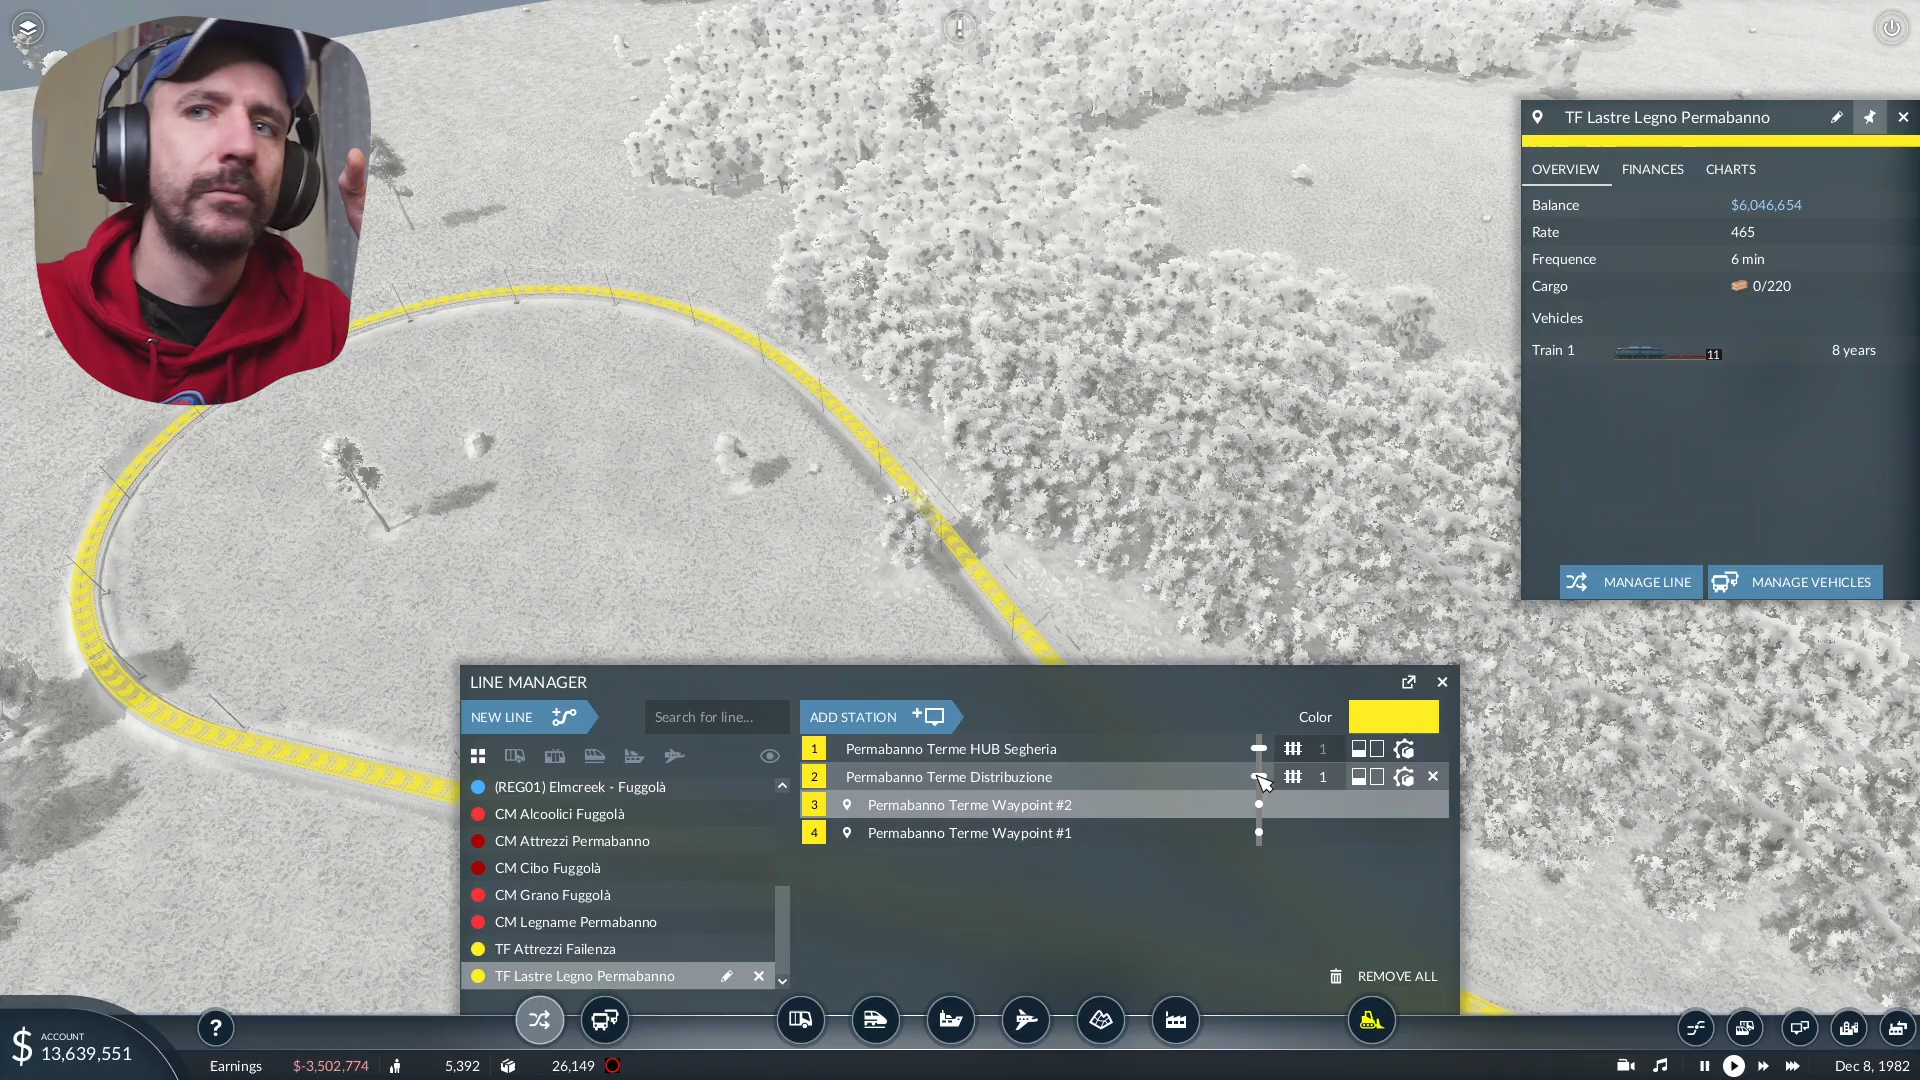 TF Lastre Legno Permabanno
OVERVIEW FINANCES CHARTS
Balance $6,046,654
Rate 465
Frequence 6 min
Cargo 0/220
Vehicles
Train 1 11 8 years
MANAGE LINE MANAGE VEHICLES
LINE MANAGER
NEW LINE Search for line... ADD STATION Color
1 Permabanno Terme HUB Segheria 1
2 Permabanno Terme Distribuzione 1
3 Permabanno Terme Waypoint #2
4 Permabanno Terme Waypoint #1
(REG01) Elmcreek - Fuggolà
CM Alcoolici Fuggolà
CM Attrezzi Permabanno
CM Cibo Fuggolà
CM Grano Fuggolà
CM Legname Permabanno
TF Attrezzi Failenza
TF Lastre Legno Permabanno
REMOVE ALL
$ ACCOUNT
13,639,551
?
Earnings $-3,502,774 5,392 26,149
Dec 8, 1982